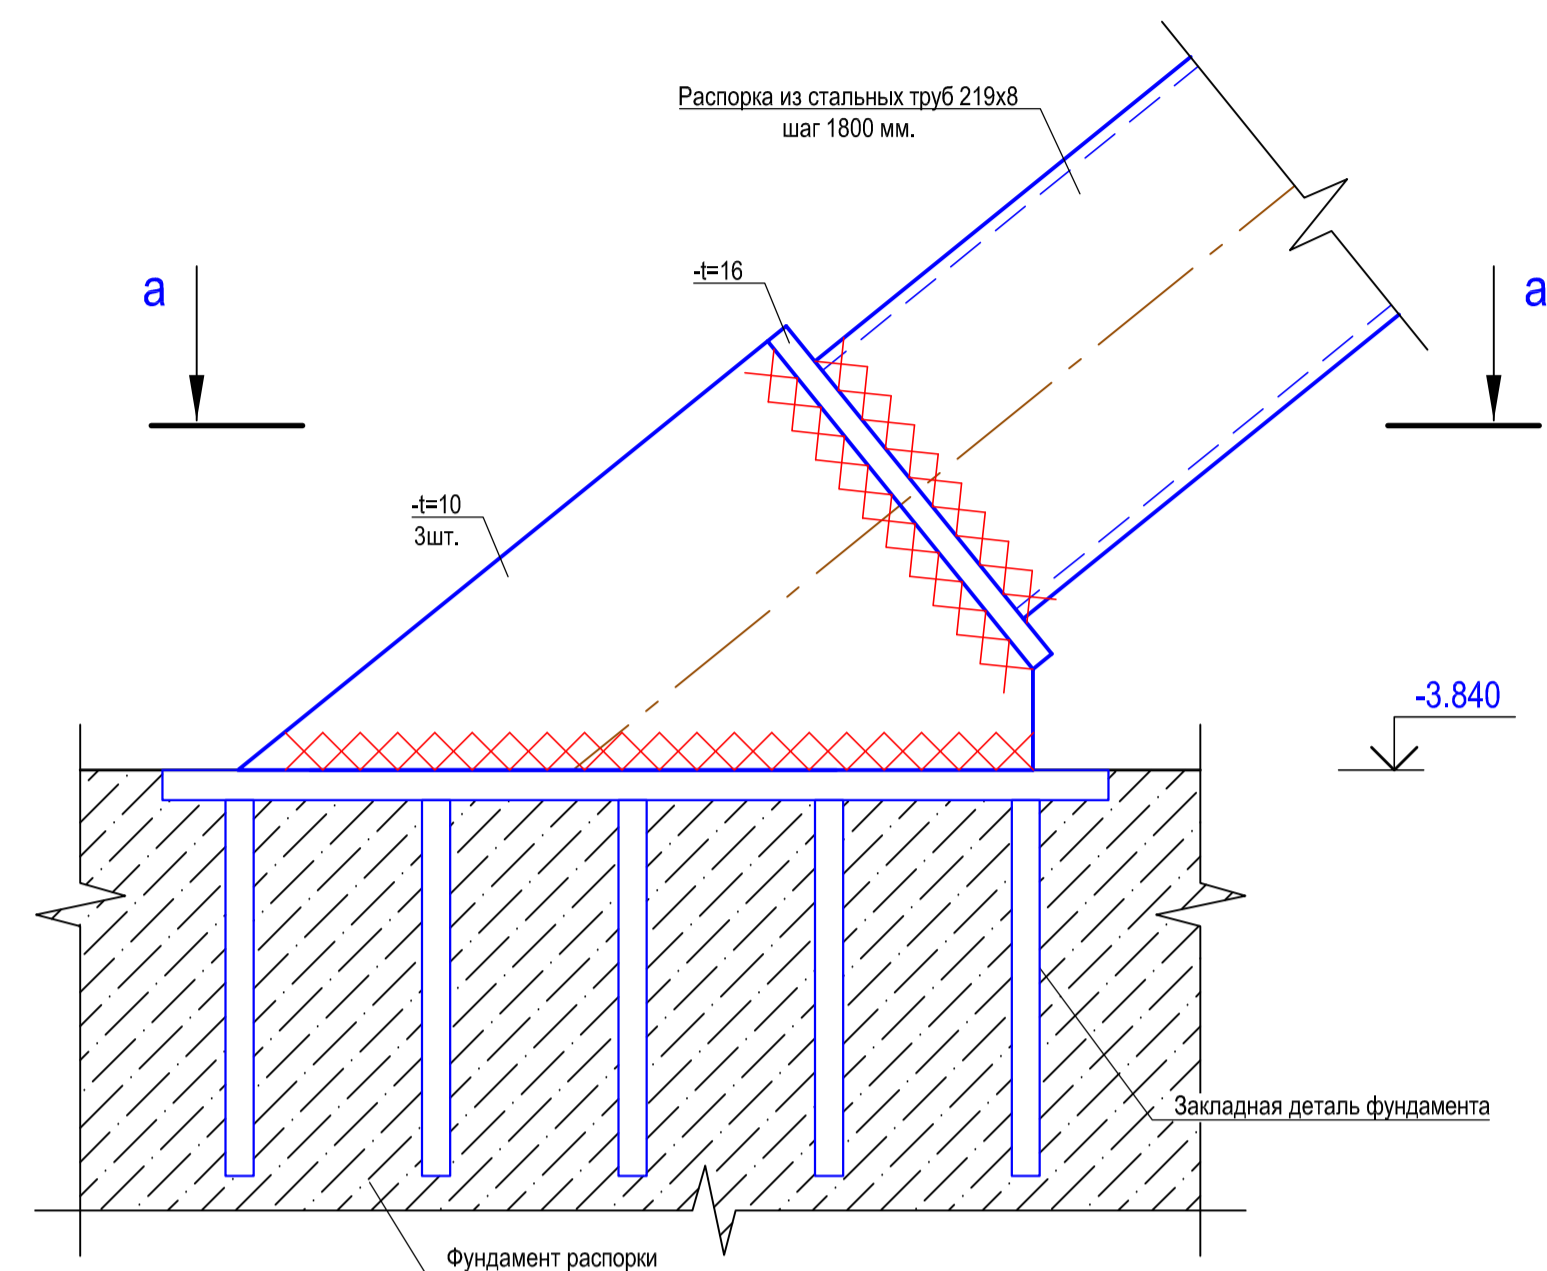 Распорка из стальных труб 219х8
шаг 1800 мм.
-t=16
а
а
-t=10
3шт.
-3.840
Закладная деталь фундамента
Фундамент распорки